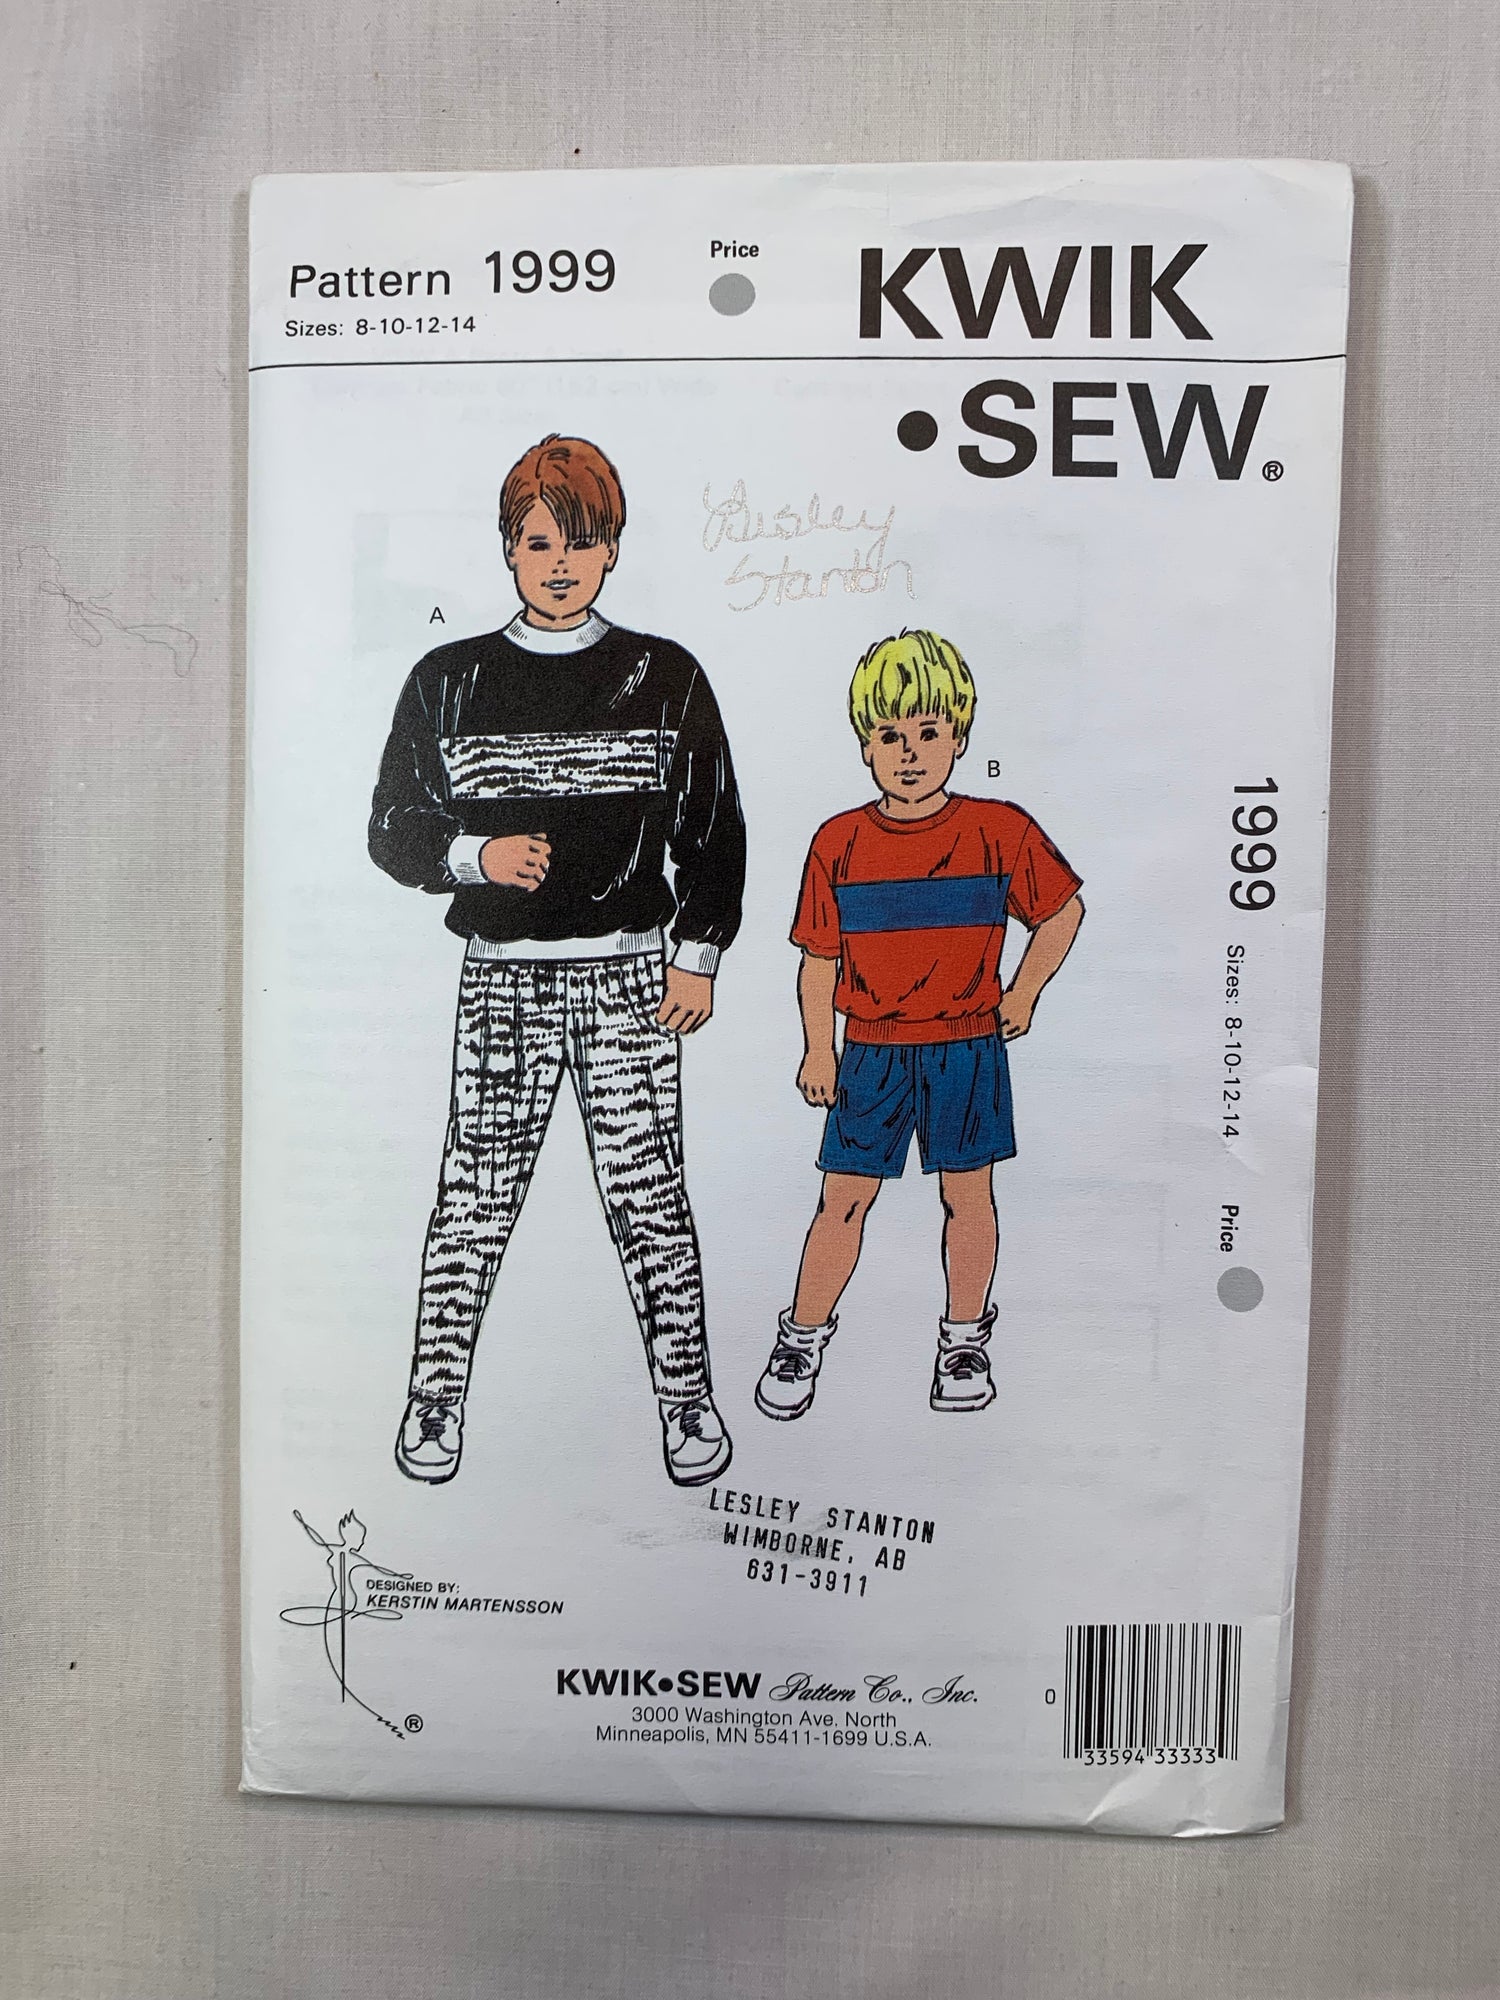 Pattern 1999
Sizes: 8-10-12-14
Price
KWIK
•SEW®
Lesley
Stanton
A
B
1999 Sizes: 8-10-12-14 Price
LESLEY STANTON
WIMBORNE, AB
631-3911
DESIGNED BY:
KERSTIN MARTENSSON
®
KWIK•SEW Pattern Co., Inc.
3000 Washington Ave. North
Minneapolis, MN 55411-1699 U.S.A.
0 33594 33333